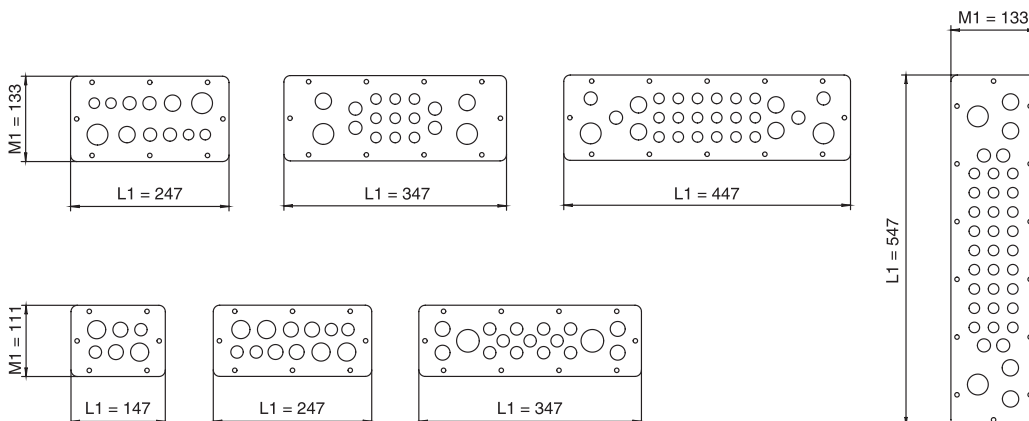 M1 = 133
M1 = 133
L1 = 247
L1 = 347
L1 = 447
L1 = 547
M1 = 111
L1 = 147
L1 = 247
L1 = 347